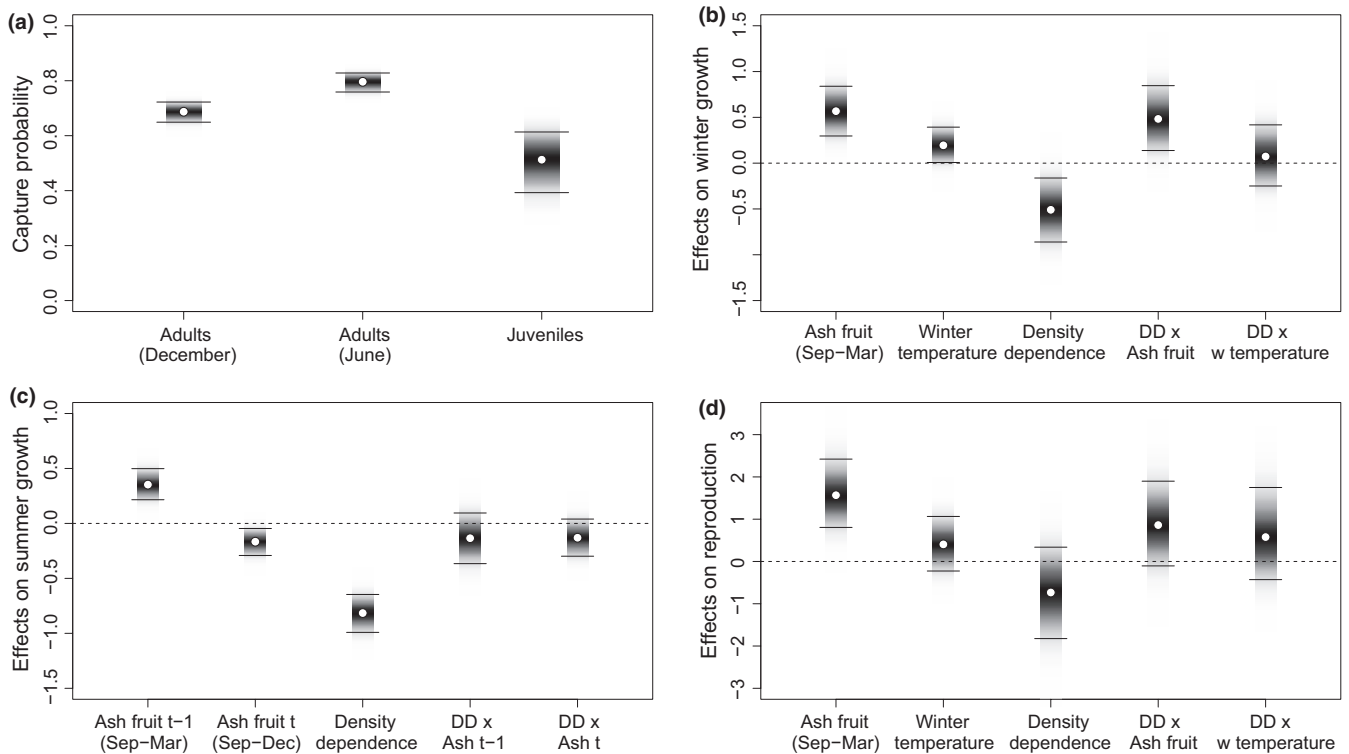 (a)
Capture probability
1.0
0.8
0.6
0.4
0.2
0.0
Adults
(December)
Adults
(June)
Juveniles
(b)
Effects on winter growth
1.5
1.0
0.5
0.0
−0.5
−1.5
Ash fruit
(Sep−Mar)
Winter
temperature
Density
dependence
DD x
Ash fruit
DD x
w temperature
(c)
Effects on summer growth
1.0
0.5
0.0
−0.5
−1.0
−1.5
Ash fruit t−1
(Sep−Mar)
Ash fruit t
(Sep−Dec)
Density
dependence
DD x
Ash t−1
DD x
Ash t
(d)
Effects on reproduction
3
2
1
0
−1
−2
−3
Ash fruit
(Sep−Mar)
Winter
temperature
Density
dependence
DD x
Ash fruit
DD x
w temperature